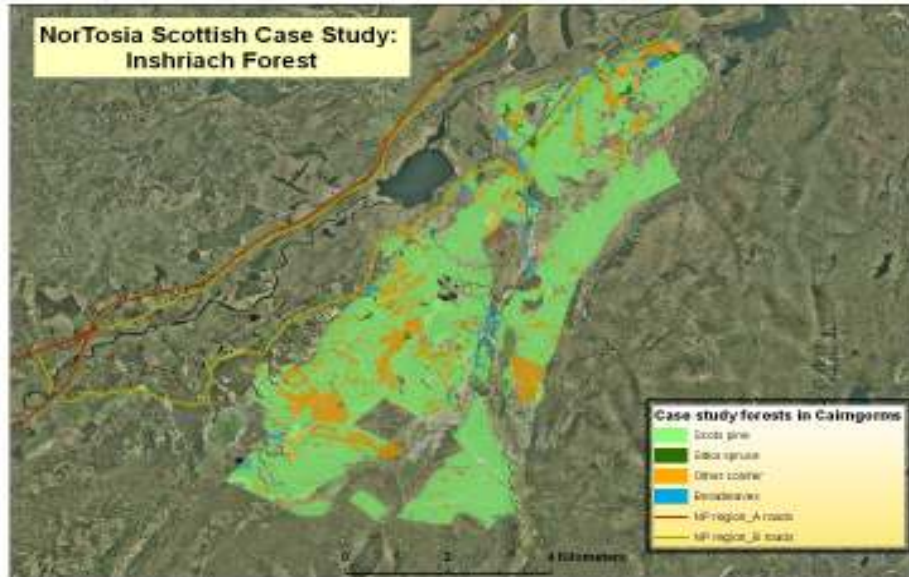 NorTosia Scottish Case Study:
Inshriach Forest
Case study forests in Cairngorms
Scots pine
Sitka spruce
Other conifer
Broadleaves
NP region_A roads
NP region_B roads
0 1 2 4 Kilometers